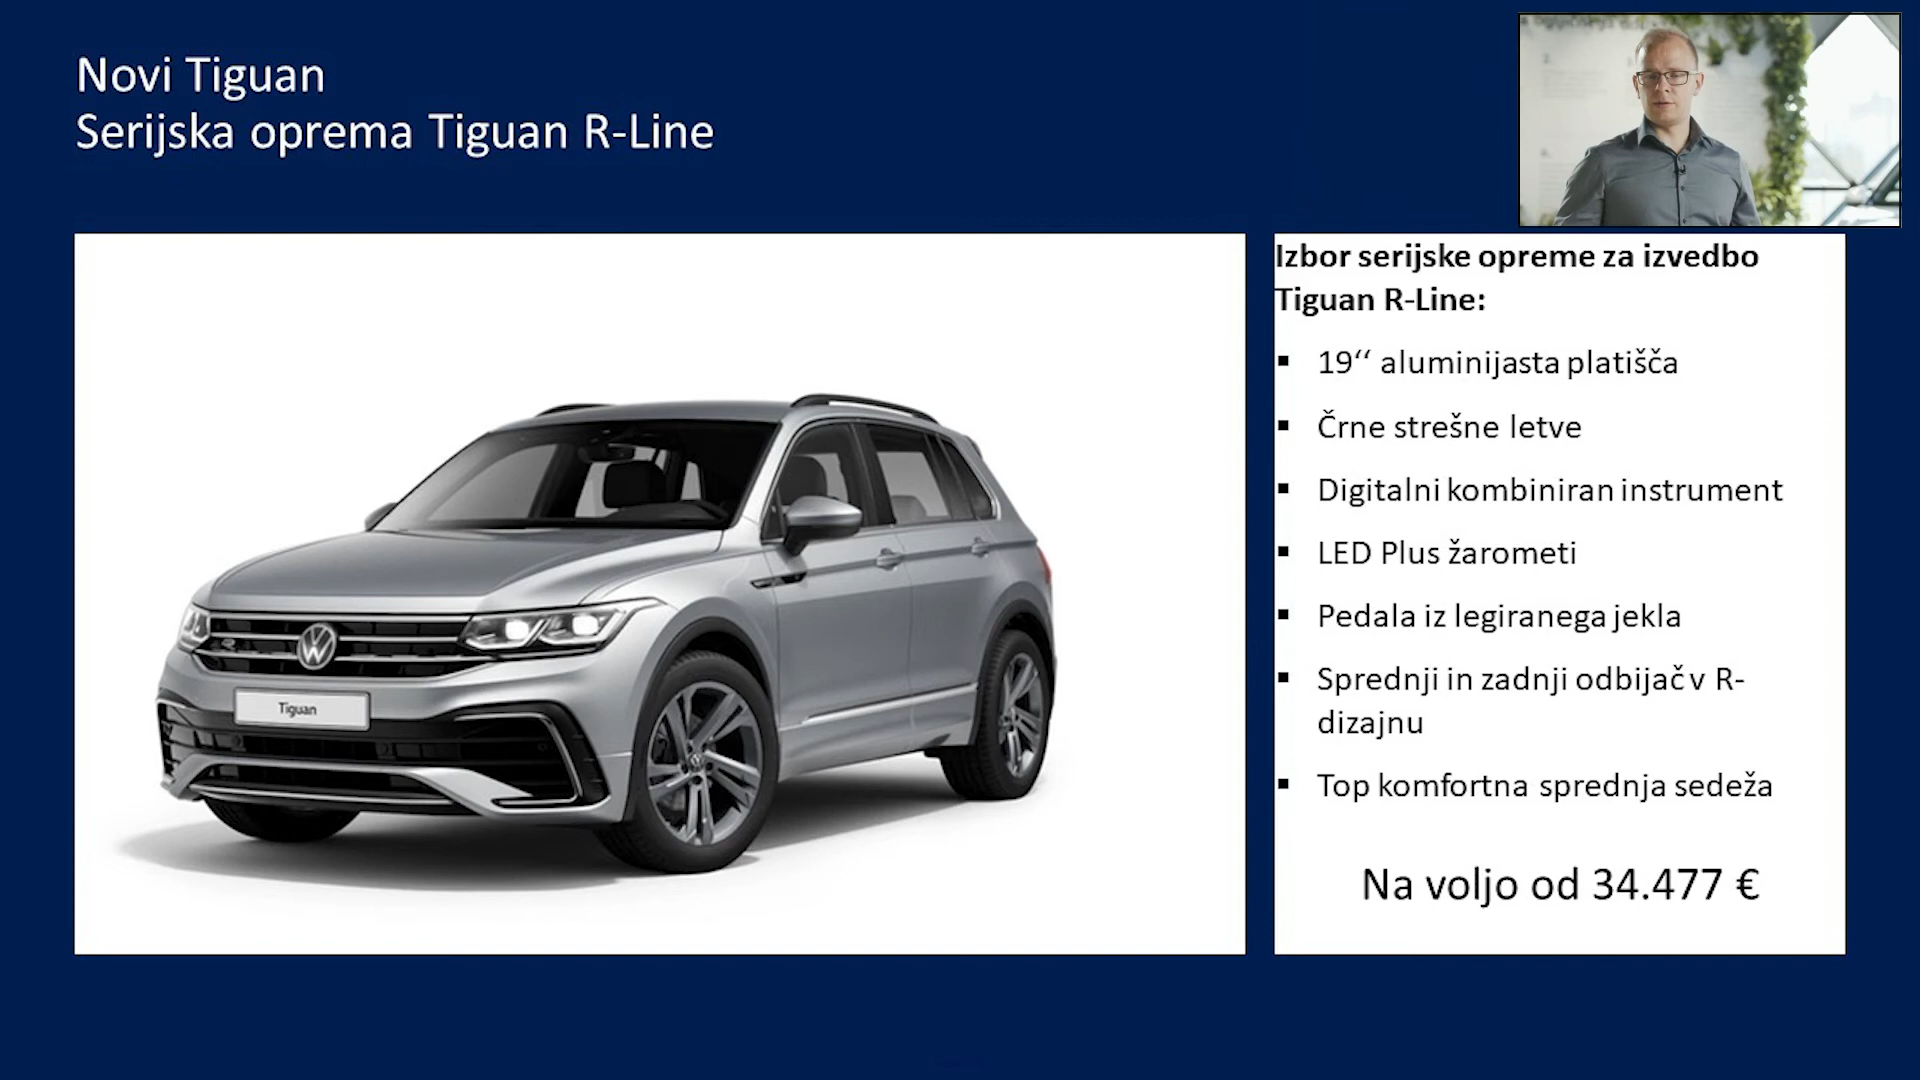 Novi Tiguan
Serijska oprema Tiguan R-Line
Izbor serijske opreme za izvedbo
Tiguan R-Line:
▪ 19‘‘ aluminijasta platišča
▪ Črne strešne letve
▪ Digitalni kombiniran instrument
▪ LED Plus žarometi
▪ Pedala iz legiranega jekla
▪ Sprednji in zadnji odbijač v R-
dizajnu
▪ Top komfortna sprednja sedeža
Na voljo od 34.477 €
Tiguan